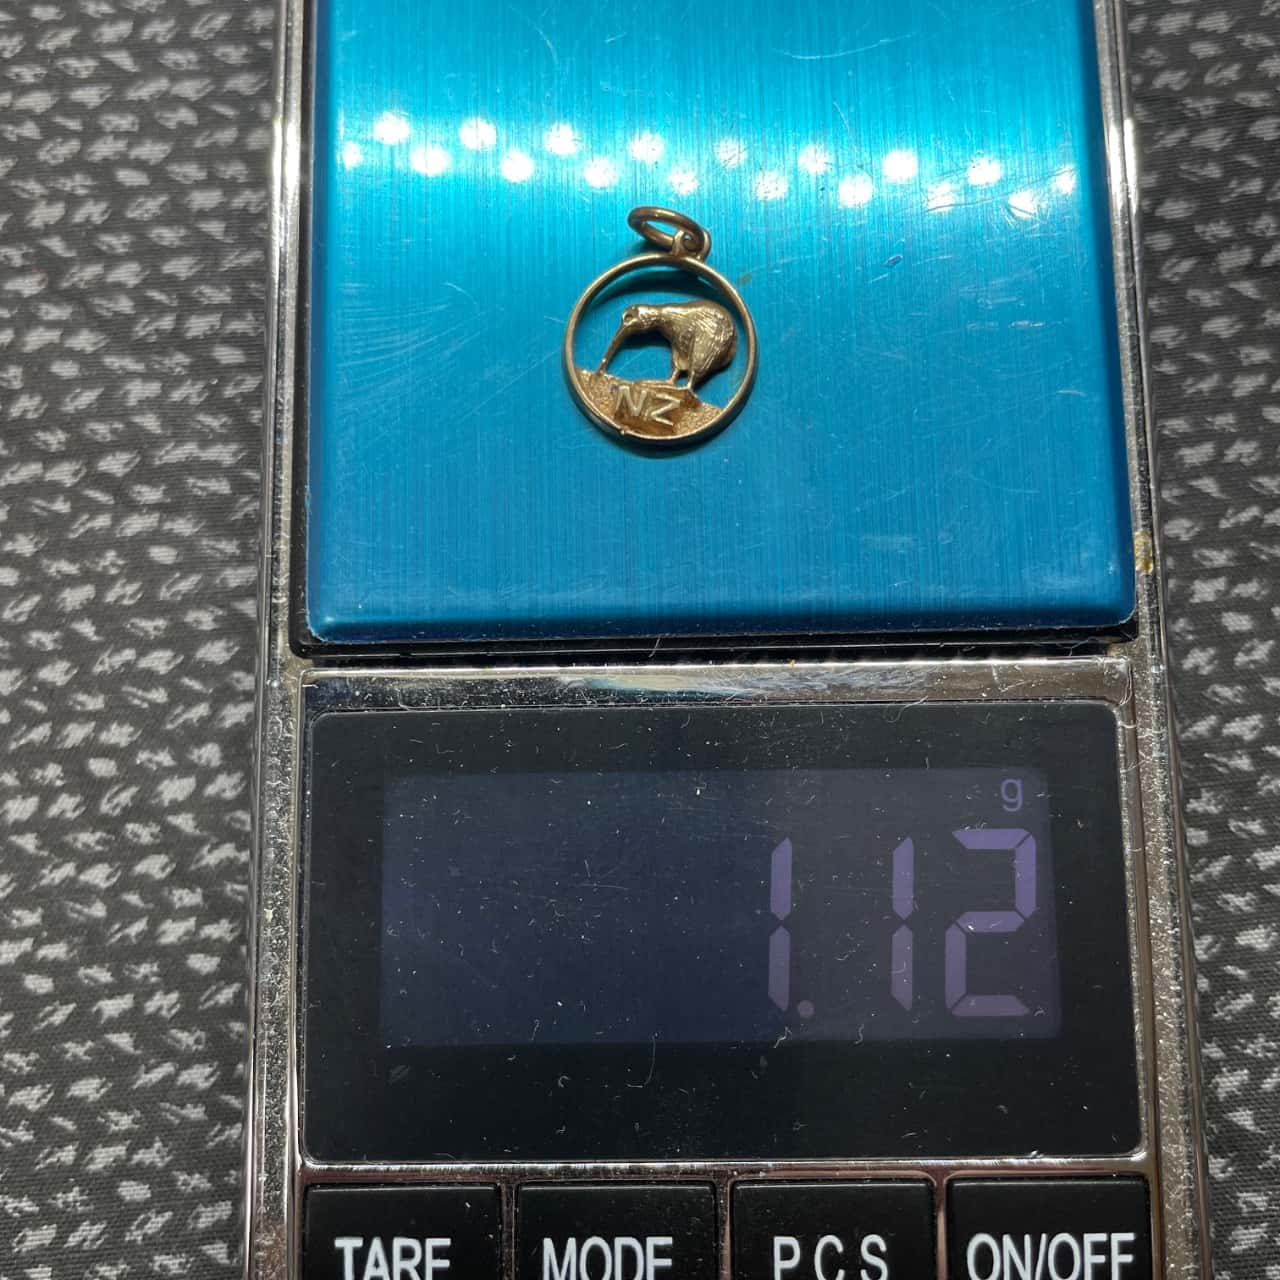 NZ
g
1.12
TARE MODE PCS ON/OFF